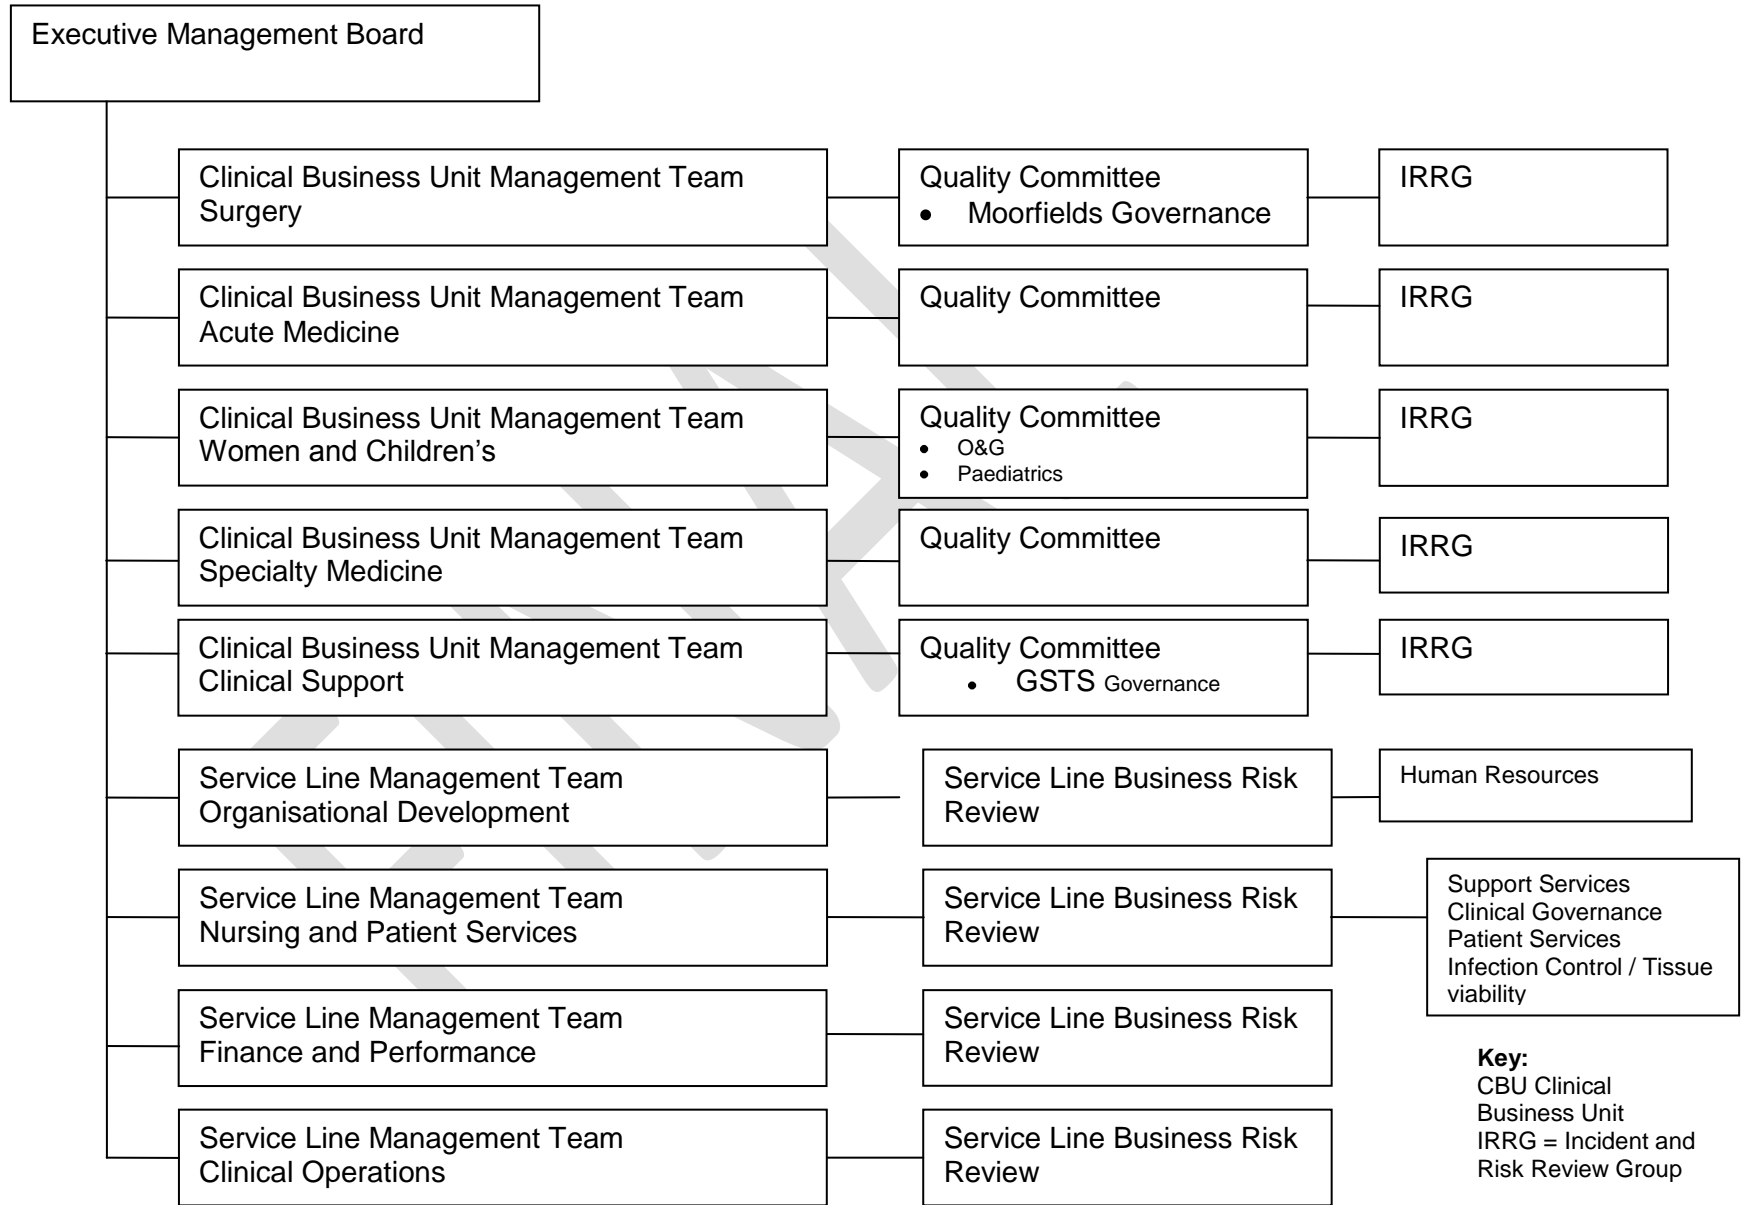 Executive Management Board
Clinical Business Unit Management Team
Surgery
Quality Committee
• Moorfields Governance
IRRG
Clinical Business Unit Management Team
Acute Medicine
Quality Committee
IRRG
Clinical Business Unit Management Team
Women and Children’s
Quality Committee
• O&G
• Paediatrics
IRRG
Clinical Business Unit Management Team
Specialty Medicine
Quality Committee
IRRG
Clinical Business Unit Management Team
Clinical Support
Quality Committee
• GSTS Governance
IRRG
Service Line Management Team
Organisational Development
Service Line Business Risk
Review
Human Resources
Service Line Management Team
Nursing and Patient Services
Service Line Business Risk
Review
Support Services
Clinical Governance
Patient Services
Infection Control / Tissue
viability
Service Line Management Team
Finance and Performance
Service Line Business Risk
Review
Service Line Management Team
Clinical Operations
Service Line Business Risk
Review
Key:
CBU Clinical
Business Unit
IRRG = Incident and
Risk Review Group
FINAL